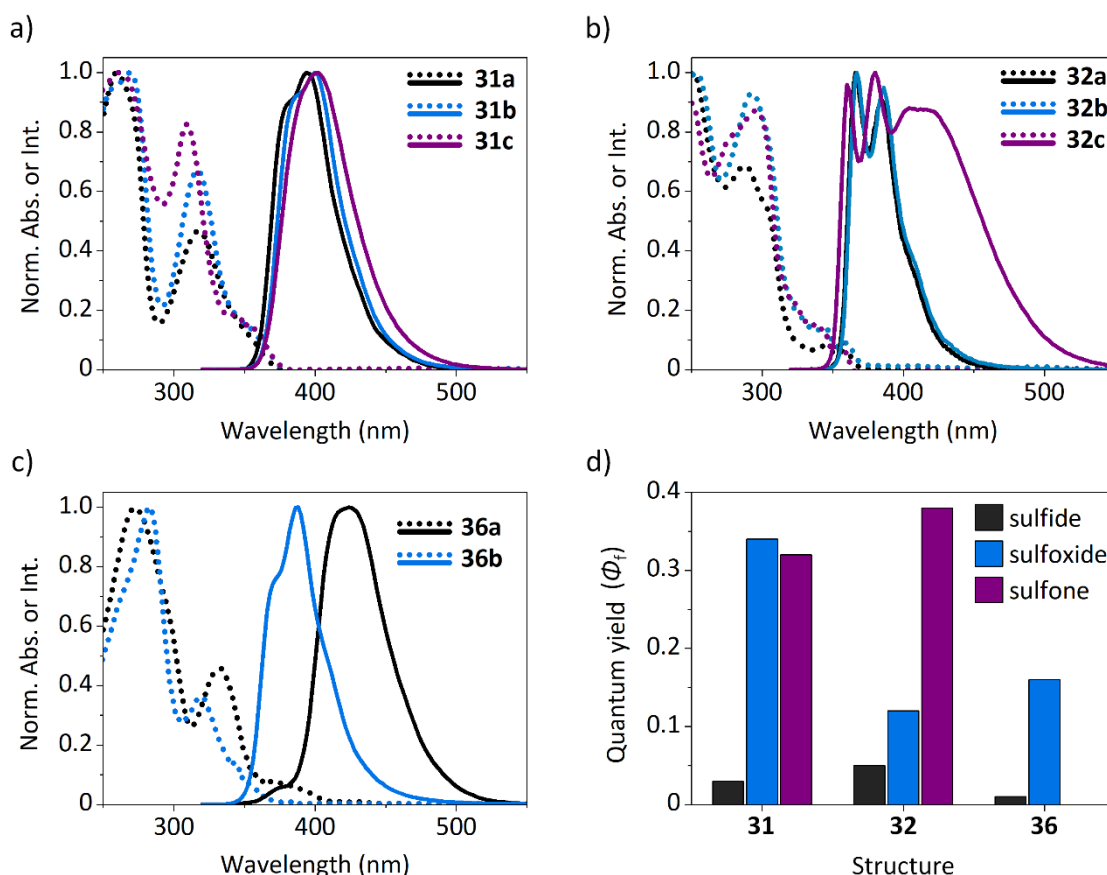 a)
Norm. Abs. or Int.
1.0
0.8
0.6
0.4
0.2
0
300
400
500
Wavelength (nm)
31a
31b
31c
b)
Norm. Abs. or Int.
1.0
0.8
0.6
0.4
0.2
0
300
400
500
Wavelength (nm)
32a
32b
32c
c)
Norm. Abs. or Int.
1.0
0.8
0.6
0.4
0.2
0
300
400
500
Wavelength (nm)
36a
36b
d)
Quantum yield (Φf)
0.4
0.3
0.2
0.1
0
31
32
36
Structure
sulfide
sulfoxide
sulfone